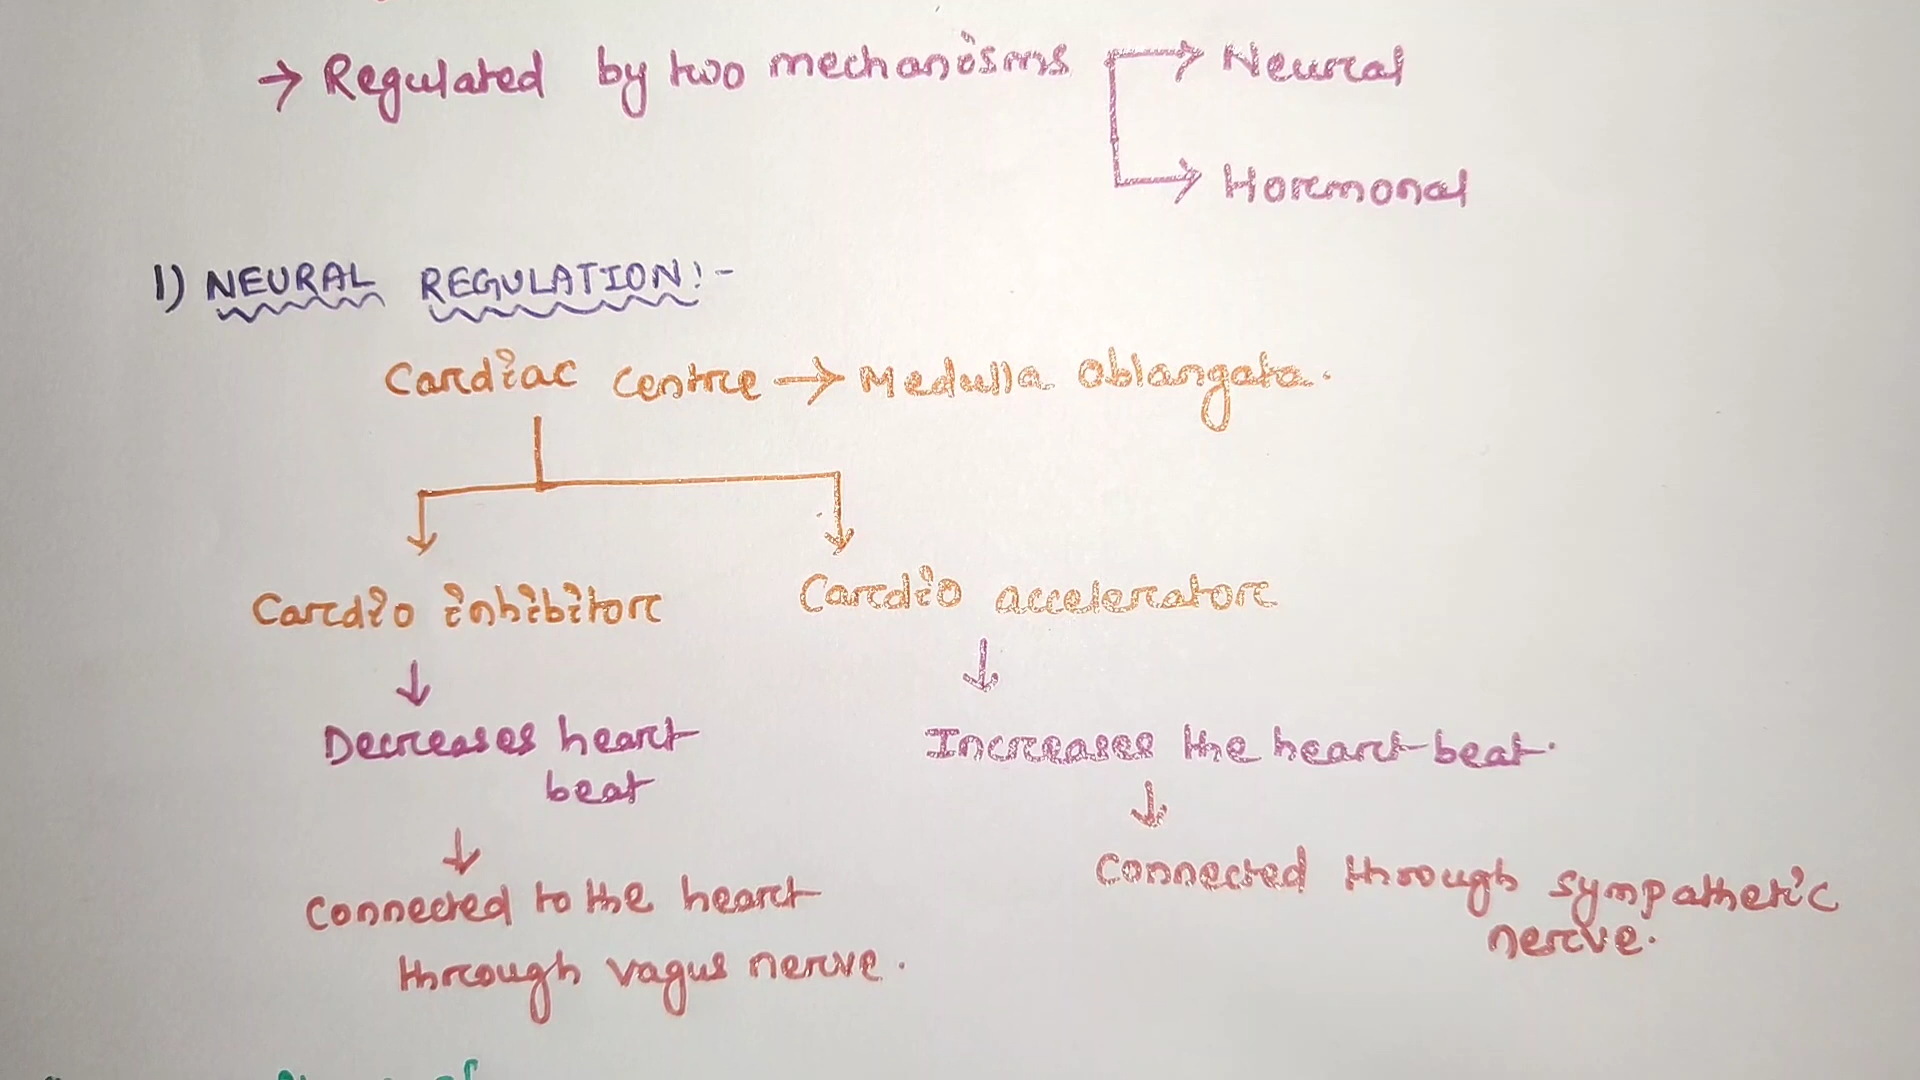 → Regulated by two mechanisms → Neural
→ Hormonal
1) NEURAL REGULATION:-
Cardiac centre → Medulla oblangata.
Cardio inhibitor
Cardio accelerator
↓
↓
Decreases heart
beat
Increases the heart beat.
↓
↓
Connected to the heart
through vagus nerve.
Connected through sympathetic
nerve.